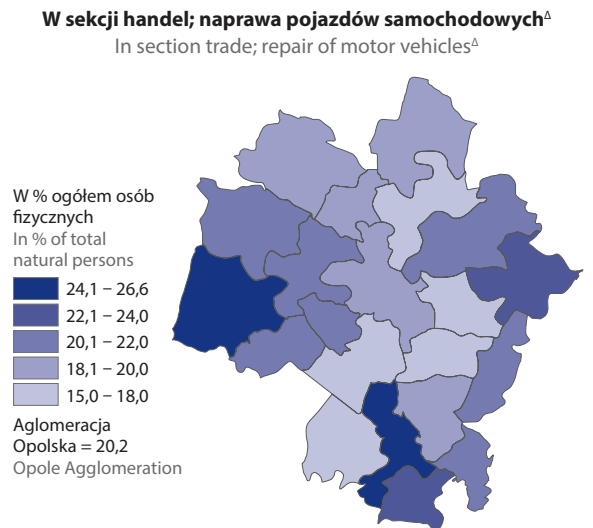 W sekcji handel; naprawa pojazdów samochodowych^Δ
In section trade; repair of motor vehicles^Δ
W % ogółem osób
fizycznych
In % of total
natural persons
24,1 – 26,6
22,1 – 24,0
20,1 – 22,0
18,1 – 20,0
15,0 – 18,0
Aglomeracja
Opolska = 20,2
Opole Agglomeration